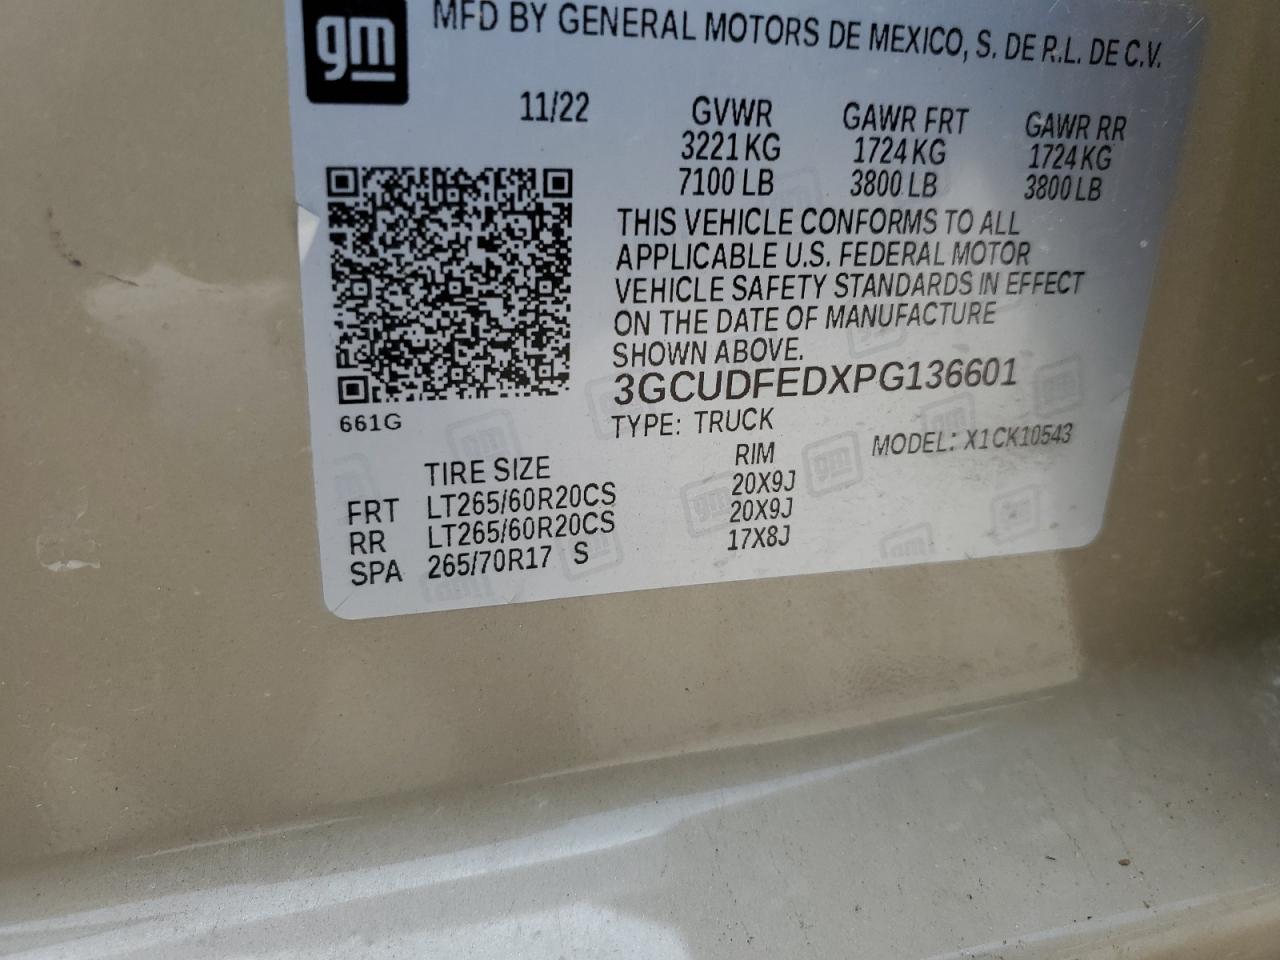 gm
MFD BY GENERAL MOTORS DE MEXICO, S. DE R.L. DE C.V.
11/22 GVWR GAWR FRT GAWR RR
3221 KG 1724 KG 1724 KG
7100 LB 3800 LB 3800 LB
THIS VEHICLE CONFORMS TO ALL
APPLICABLE U.S. FEDERAL MOTOR
VEHICLE SAFETY STANDARDS IN EFFECT
ON THE DATE OF MANUFACTURE
SHOWN ABOVE.
3GCUDFEDXPG136601
661G
TYPE: TRUCK MODEL: X1CK10543
TIRE SIZE RIM
FRT LT265/60R20CS 20X9J
RR LT265/60R20CS 20X9J
SPA 265/70R17 S 17X8J